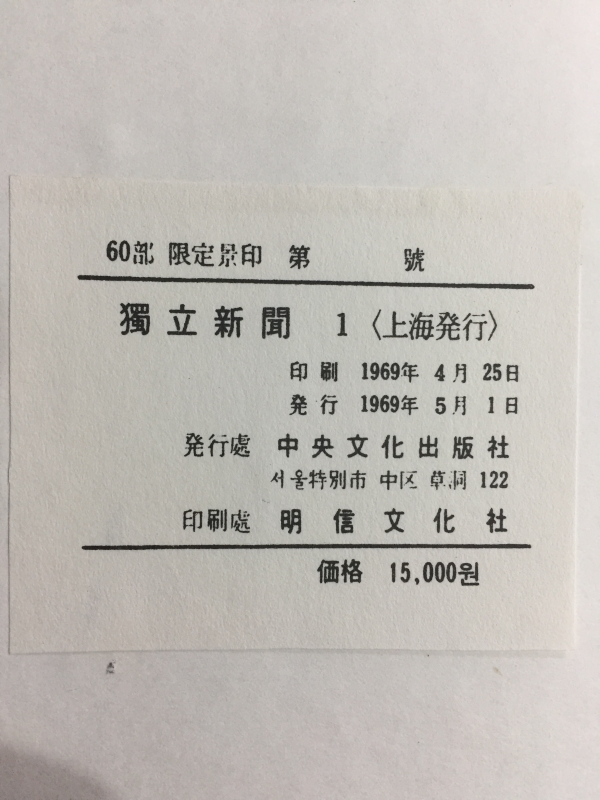 60部 限定景印 第 號
獨立新聞 1 〈上海発行〉
印刷 1969年 4月 25日
発行 1969年 5月 1日
発行處 中央文化出版社
서울特別市 中区 草洞 122
印刷處 明信文化社
価格 15,000원